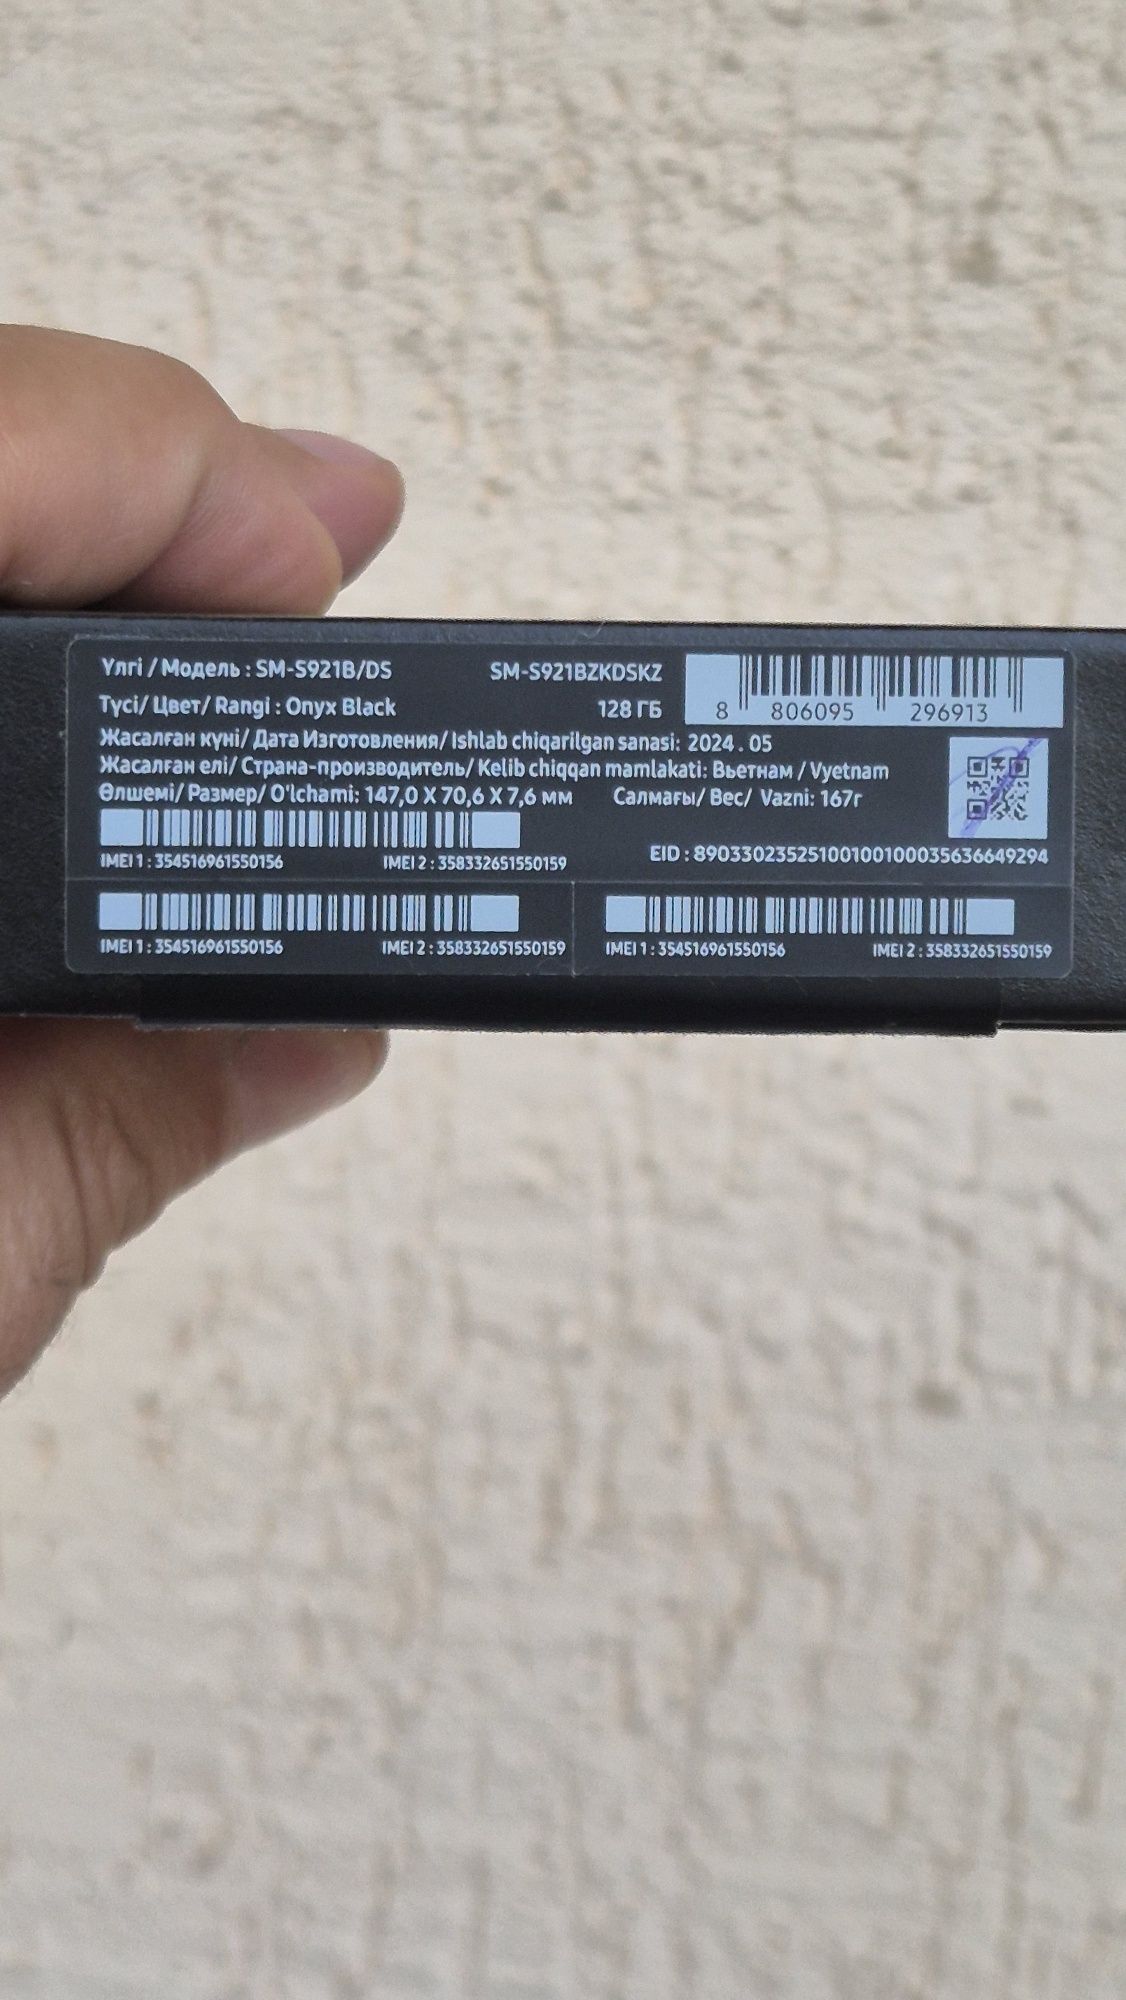 Үлгі / Модель : SM-S921B/DS SM-S921BZKDSKZ
Түсі/ Цвет/ Rangi : Onyx Black 128 ГБ
8 806095 296913
Жасалған күні/ Дата Изготовления/ Ishlab chiqarilgan sanasi: 2024 . 05
Жасалған елі/ Страна-производитель/ Kelib chiqqan mamlakati: Вьетнам / Vyetnam
Өлшемі/ Размер/ O'lchami: 147,0 X 70,6 X 7,6 мм Салмағы/ Вес/ Vazni: 167г
IMEI 1 : 354516961550156 IMEI 2 : 358332651550159
EID : 89033023525100100100035636649294
IMEI 1 : 354516961550156 IMEI 2 : 358332651550159
IMEI 1 : 354516961550156 IMEI 2 : 358332651550159